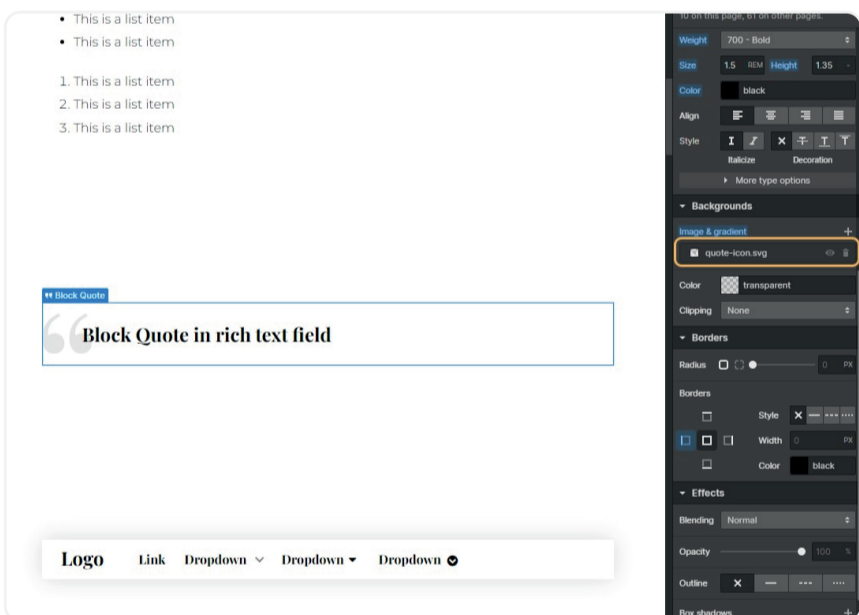 This is a list item
This is a list item
1. This is a list item
2. This is a list item
3. This is a list item
Block Quote
Block Quote in rich text field
Logo Link Dropdown Dropdown Dropdown
10 on this page, 61 on other pages.
Weight 700 - Bold
Size 1.5 REM Height 1.35 -
Color black
Align
Style
Italicize Decoration
More type options
Backgrounds
Image & gradient
quote-icon.svg
Color transparent
Clipping None
Borders
Radius 0 PX
Borders
Style
Width 0 PX
Color black
Effects
Blending Normal
Opacity 100 %
Outline
Box shadows